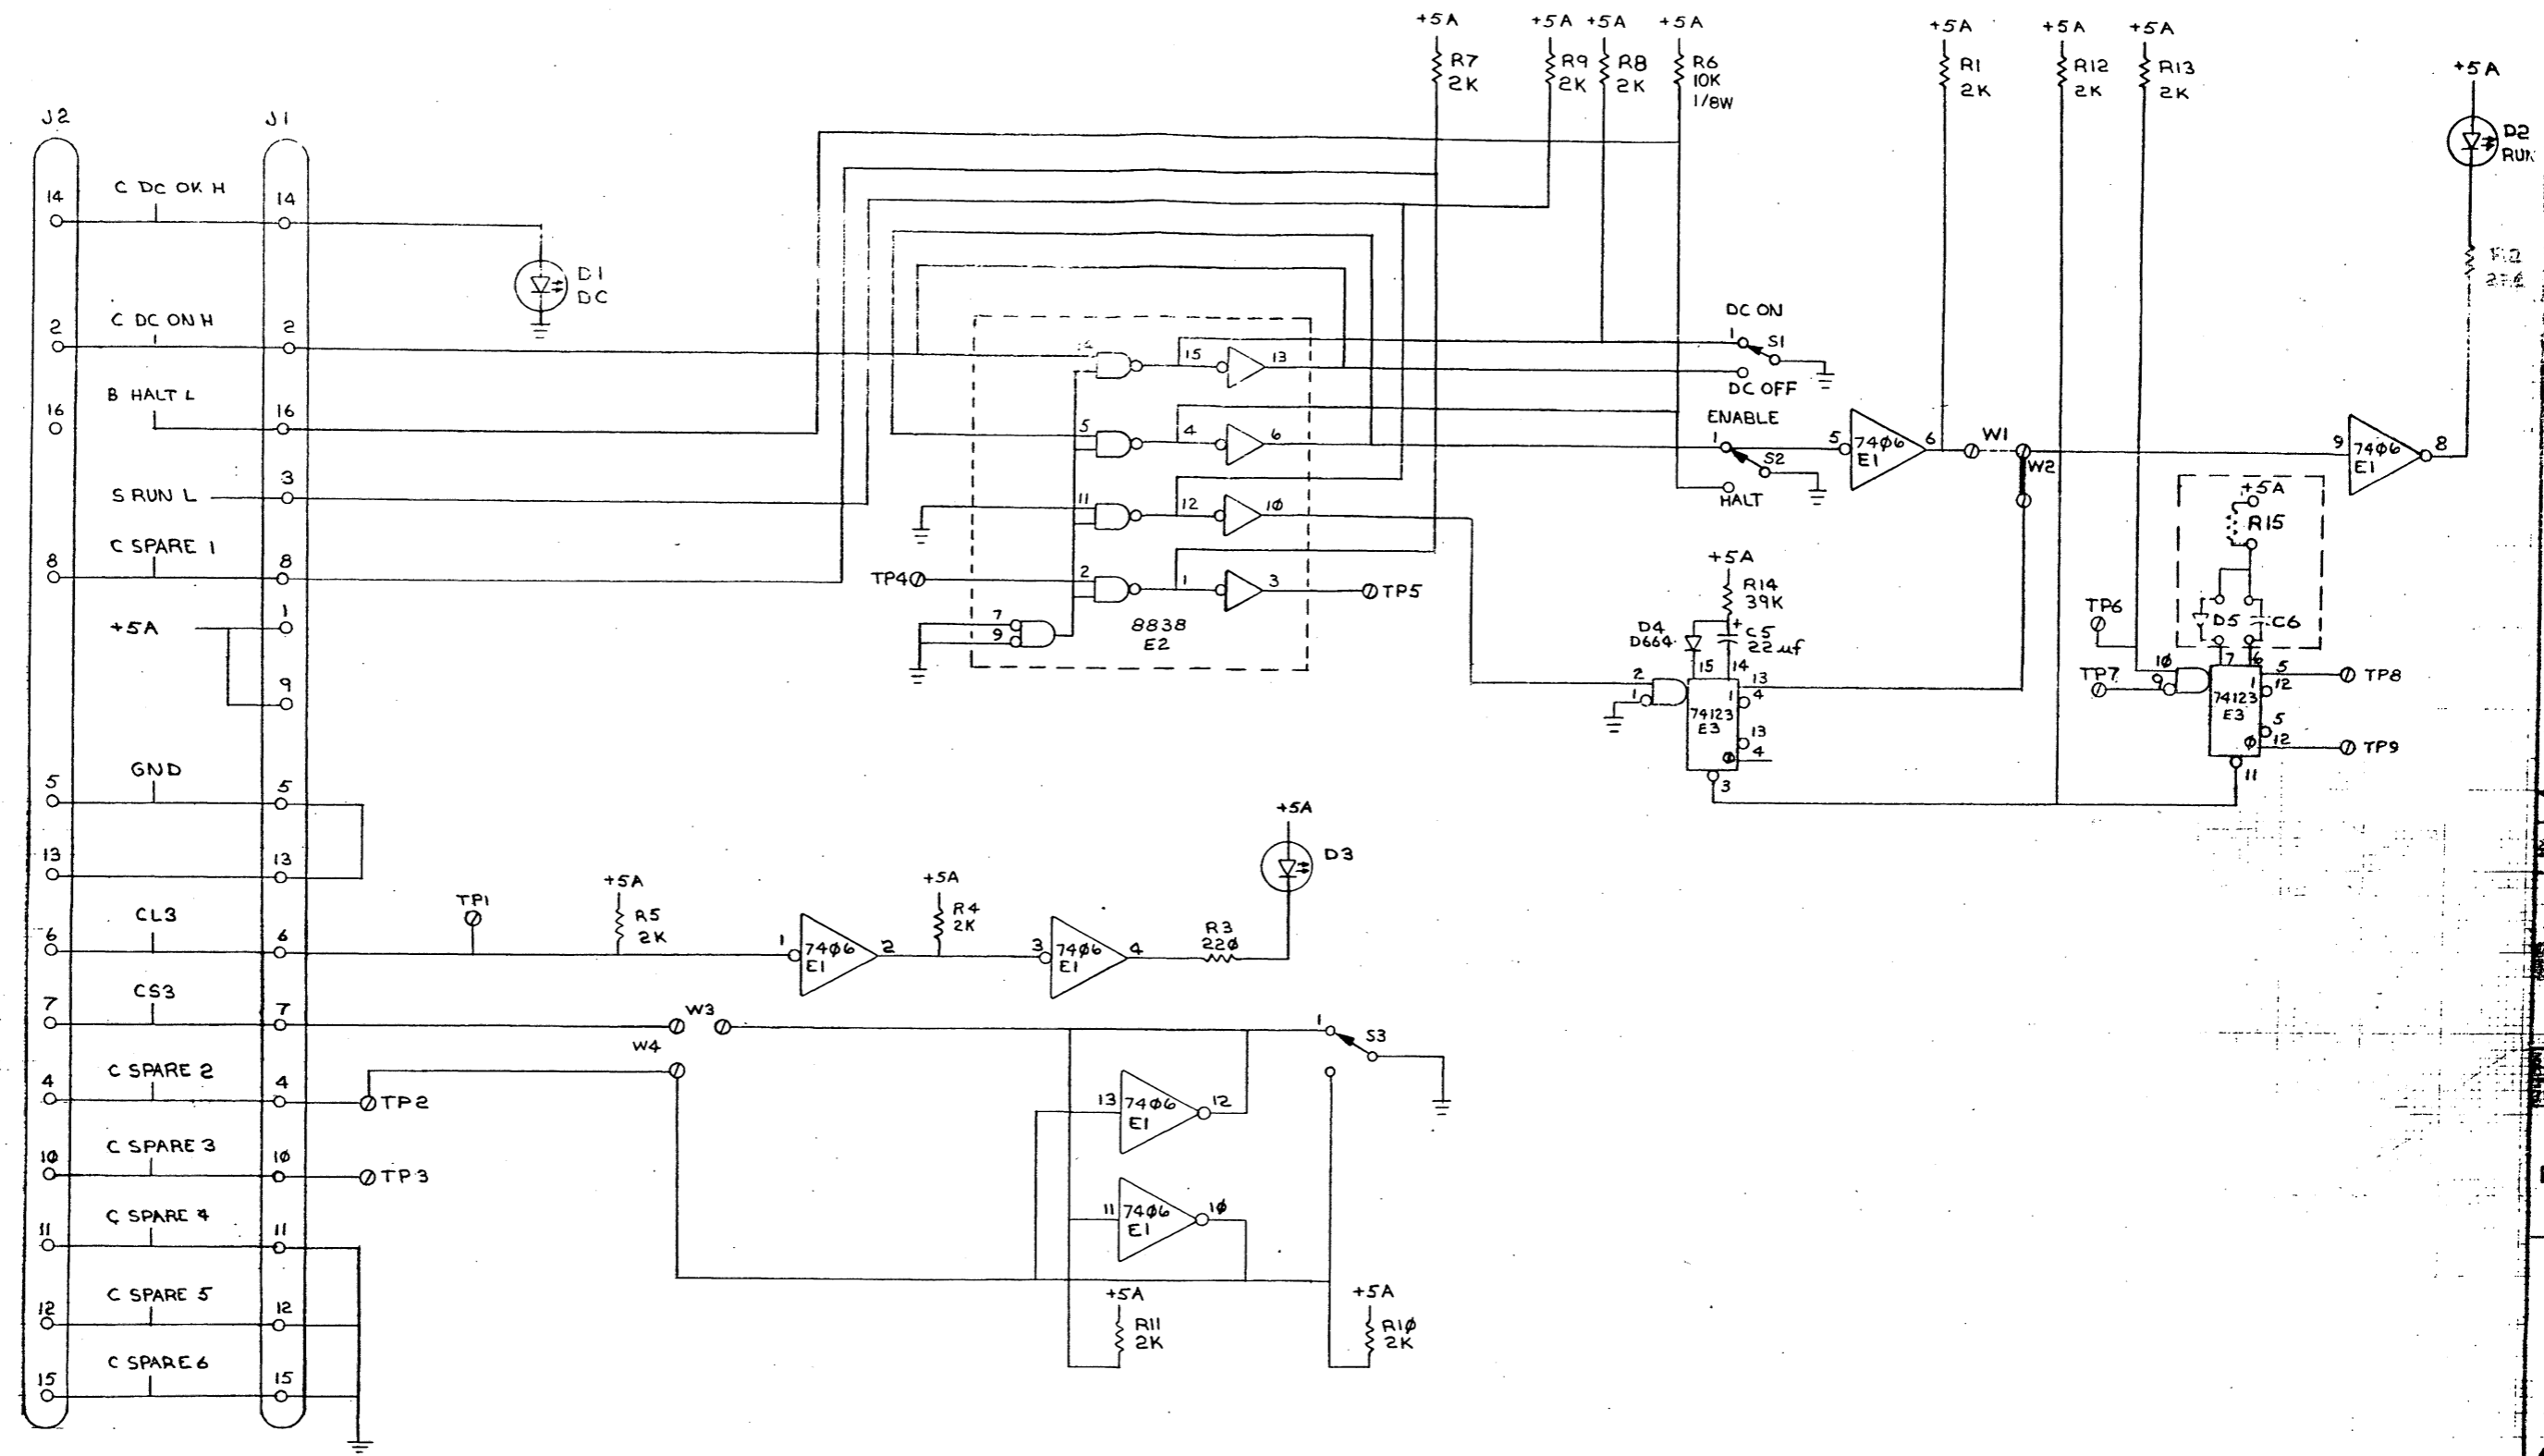 J2
J1
14
C DC OK H
14
D1
DC
2
C DC ON H
2
16
B HALT L
16
S RUN L
3
8
C SPARE 1
8
+5A
1
9
5
GND
5
13
13
6
CL3
6
TP1
+5A
R5
2K
1
7406
E1
2
+5A
R4
2K
3
7406
E1
4
R3
220
+5A
D3
7
CS3
7
W3
W4
4
C SPARE 2
4
TP2
10
C SPARE 3
10
TP3
11
C SPARE 4
11
12
C SPARE 5
12
15
C SPARE 6
15
1
S3
13
7406
E1
12
11
7406
E1
10
+5A
R11
2K
+5A
R10
2K
+5A
R7
2K
+5A
R9
2K
+5A
R8
2K
+5A
R6
10K
1/8W
+5A
R1
2K
+5A
R12
2K
+5A
R13
2K
+5A
D2
RUN
R2
14
15
13
5
4
6
11
12
10
TP4
2
1
3
TP5
7
9
8838
E2
DC ON
1
S1
DC OFF
ENABLE
1
S2
HALT
5
7406
E1
6
W1
W2
9
7406
E1
8
+5A
R14
39K
D4
D664
C5
+
22uf
15
14
2
1
74123
E3
1
13
4
13
0
4
3
+5A
R15
D5
C6
TP6
TP7
10
9
7
6
74123
E3
1
5
TP8
12
5
0
12
TP9
11